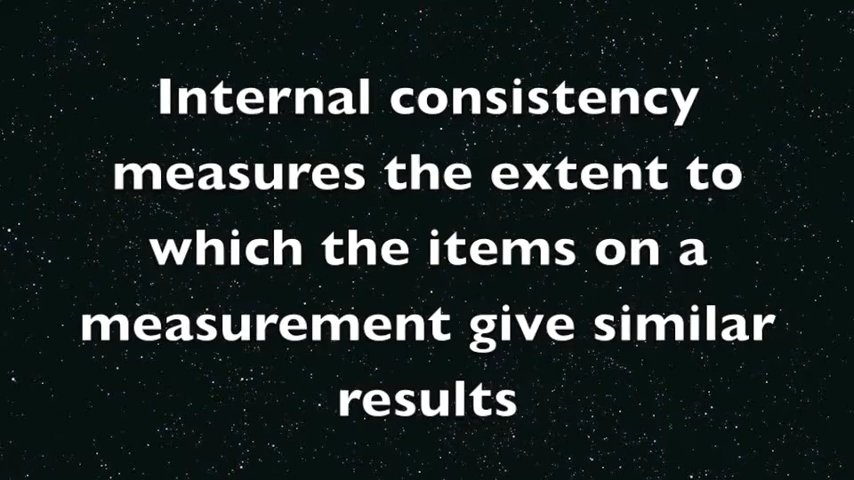 Internal consistency
measures the extent to
which the items on a
measurement give similar
results